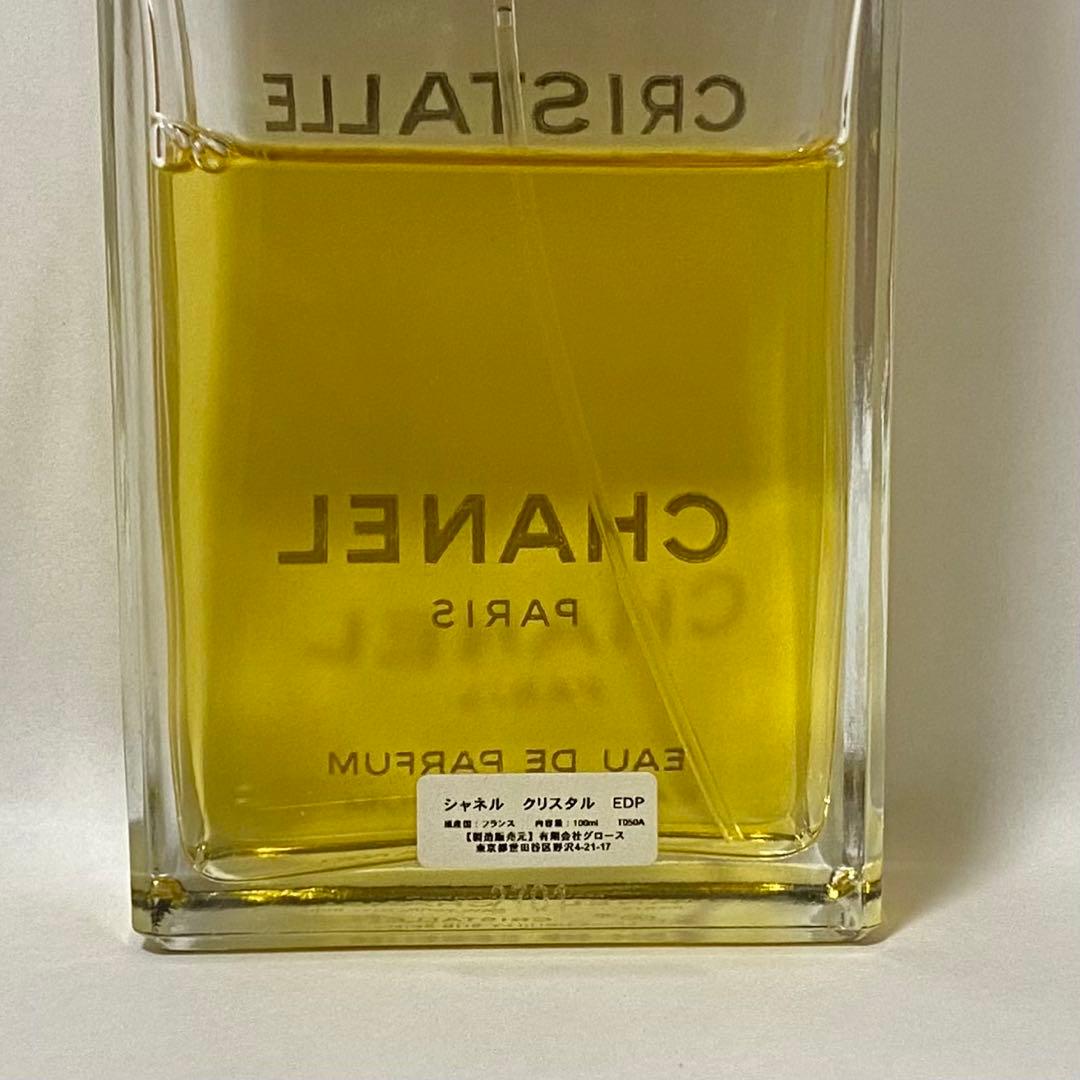 CRISTALLE
CHANEL
PARIS
EAU DE PARFUM
シャネル クリスタル EDP
原産国：フランス 内容量：100ml T050A
【製造販売元】有限会社グロース
東京都世田谷区野沢4-21-17
CRISTALLE